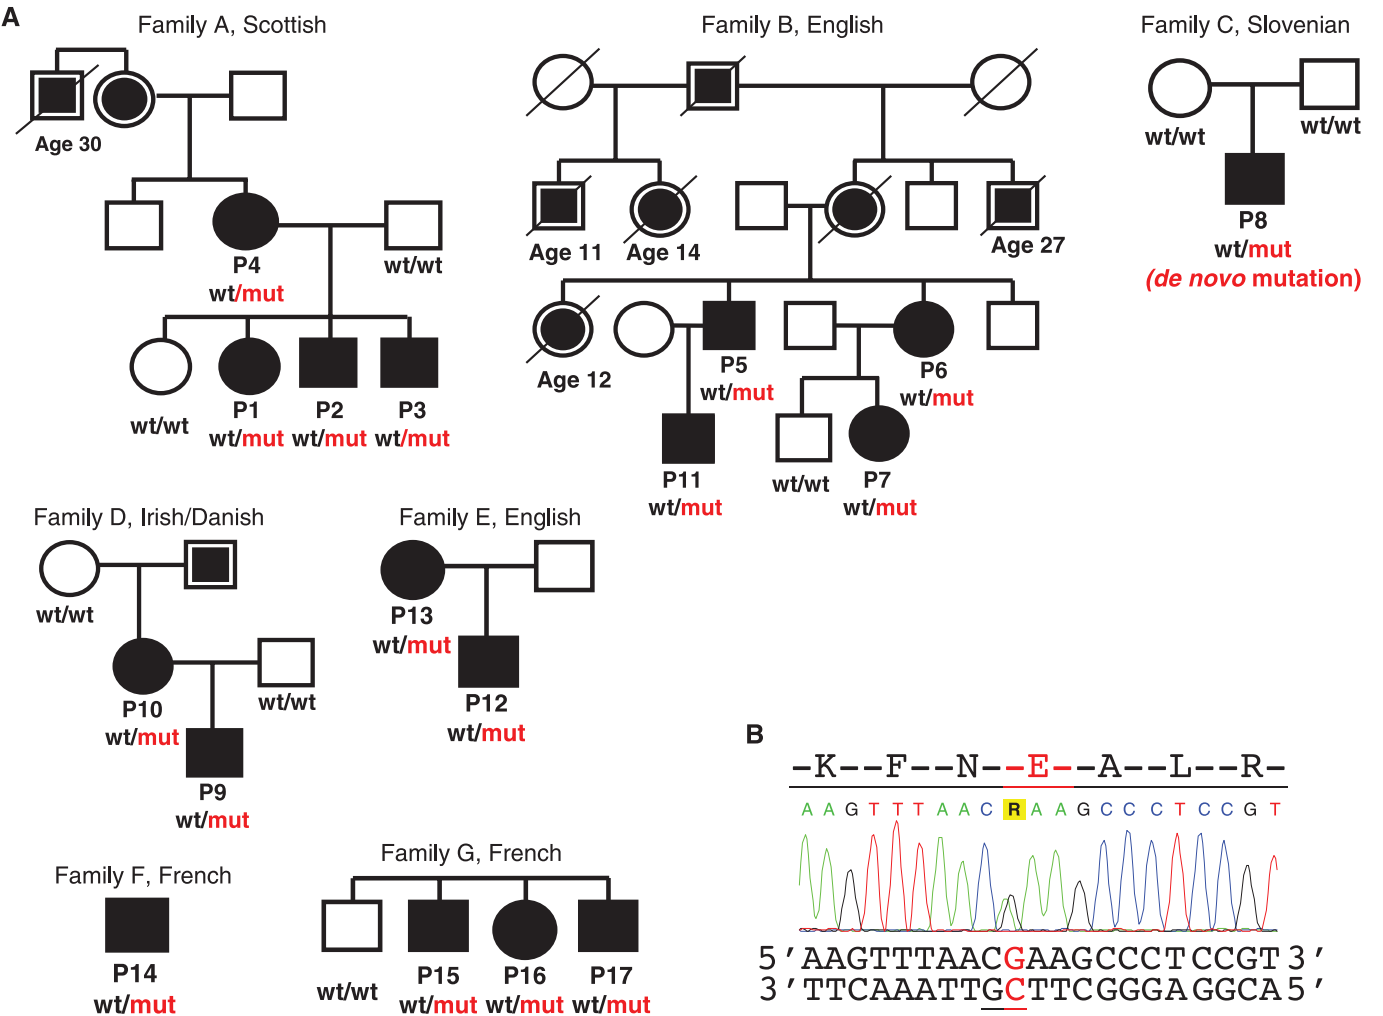 A
Family A, Scottish
Age 30
P4
wt/mut
wt/wt
wt/wt
P1
wt/mut
P2
wt/mut
P3
wt/mut
Family B, English
Age 11
Age 14
Age 27
Age 12
P5
wt/mut
P6
wt/mut
P11
wt/mut
wt/wt
P7
wt/mut
Family C, Slovenian
wt/wt
wt/wt
P8
wt/mut
(de novo mutation)
Family D, Irish/Danish
wt/wt
P10
wt/mut
wt/wt
P9
wt/mut
Family E, English
P13
wt/mut
P12
wt/mut
Family F, French
P14
wt/mut
Family G, French
wt/wt
P15
wt/mut
P16
wt/mut
P17
wt/mut
B
–K––F––N––E––A––L––R–
A A G T T T A A C R A A G C C C T C C G T
5′AAGTTTAACGAAGCCCTCCGT3′
3′TTCAAATTGCTTCGGGAGGCA5′